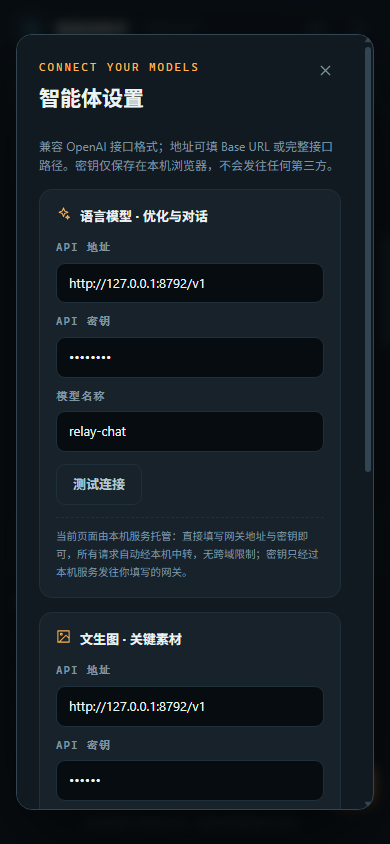 CONNECT YOUR MODELS
智能体设置
兼容 OpenAI 接口格式；地址可填 Base URL 或完整接口
路径。密钥仅保存在本机浏览器，不会发往任何第三方。
语言模型 · 优化与对话
API 地址
http://127.0.0.1:8792/v1
API 密钥
••••••••
模型名称
relay-chat
测试连接
当前页面由本机服务托管：直接填写网关地址与密钥即
可，所有请求自动经本机中转，无跨域限制；密钥只经过
本机服务发往你填写的网关。
文生图 · 关键素材
API 地址
http://127.0.0.1:8792/v1
API 密钥
••••••